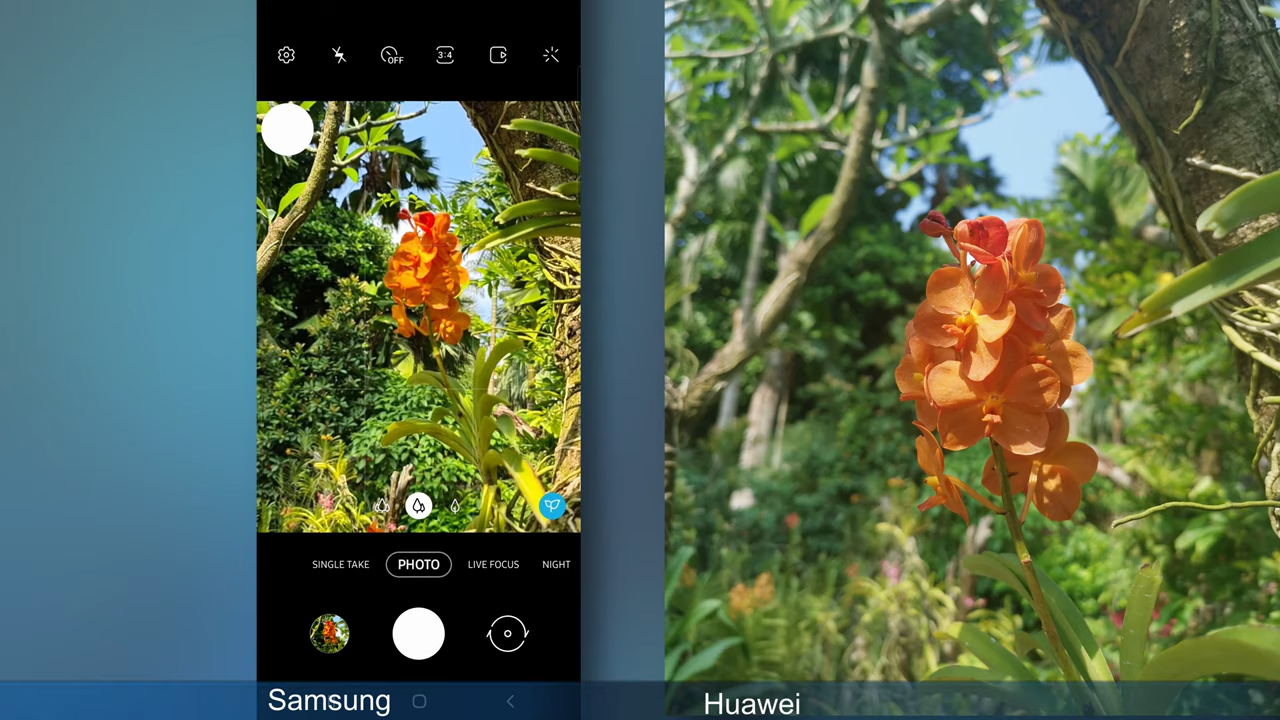 OFF
3:4
SINGLE TAKE
PHOTO
LIVE FOCUS
NIGHT
Samsung
Huawei